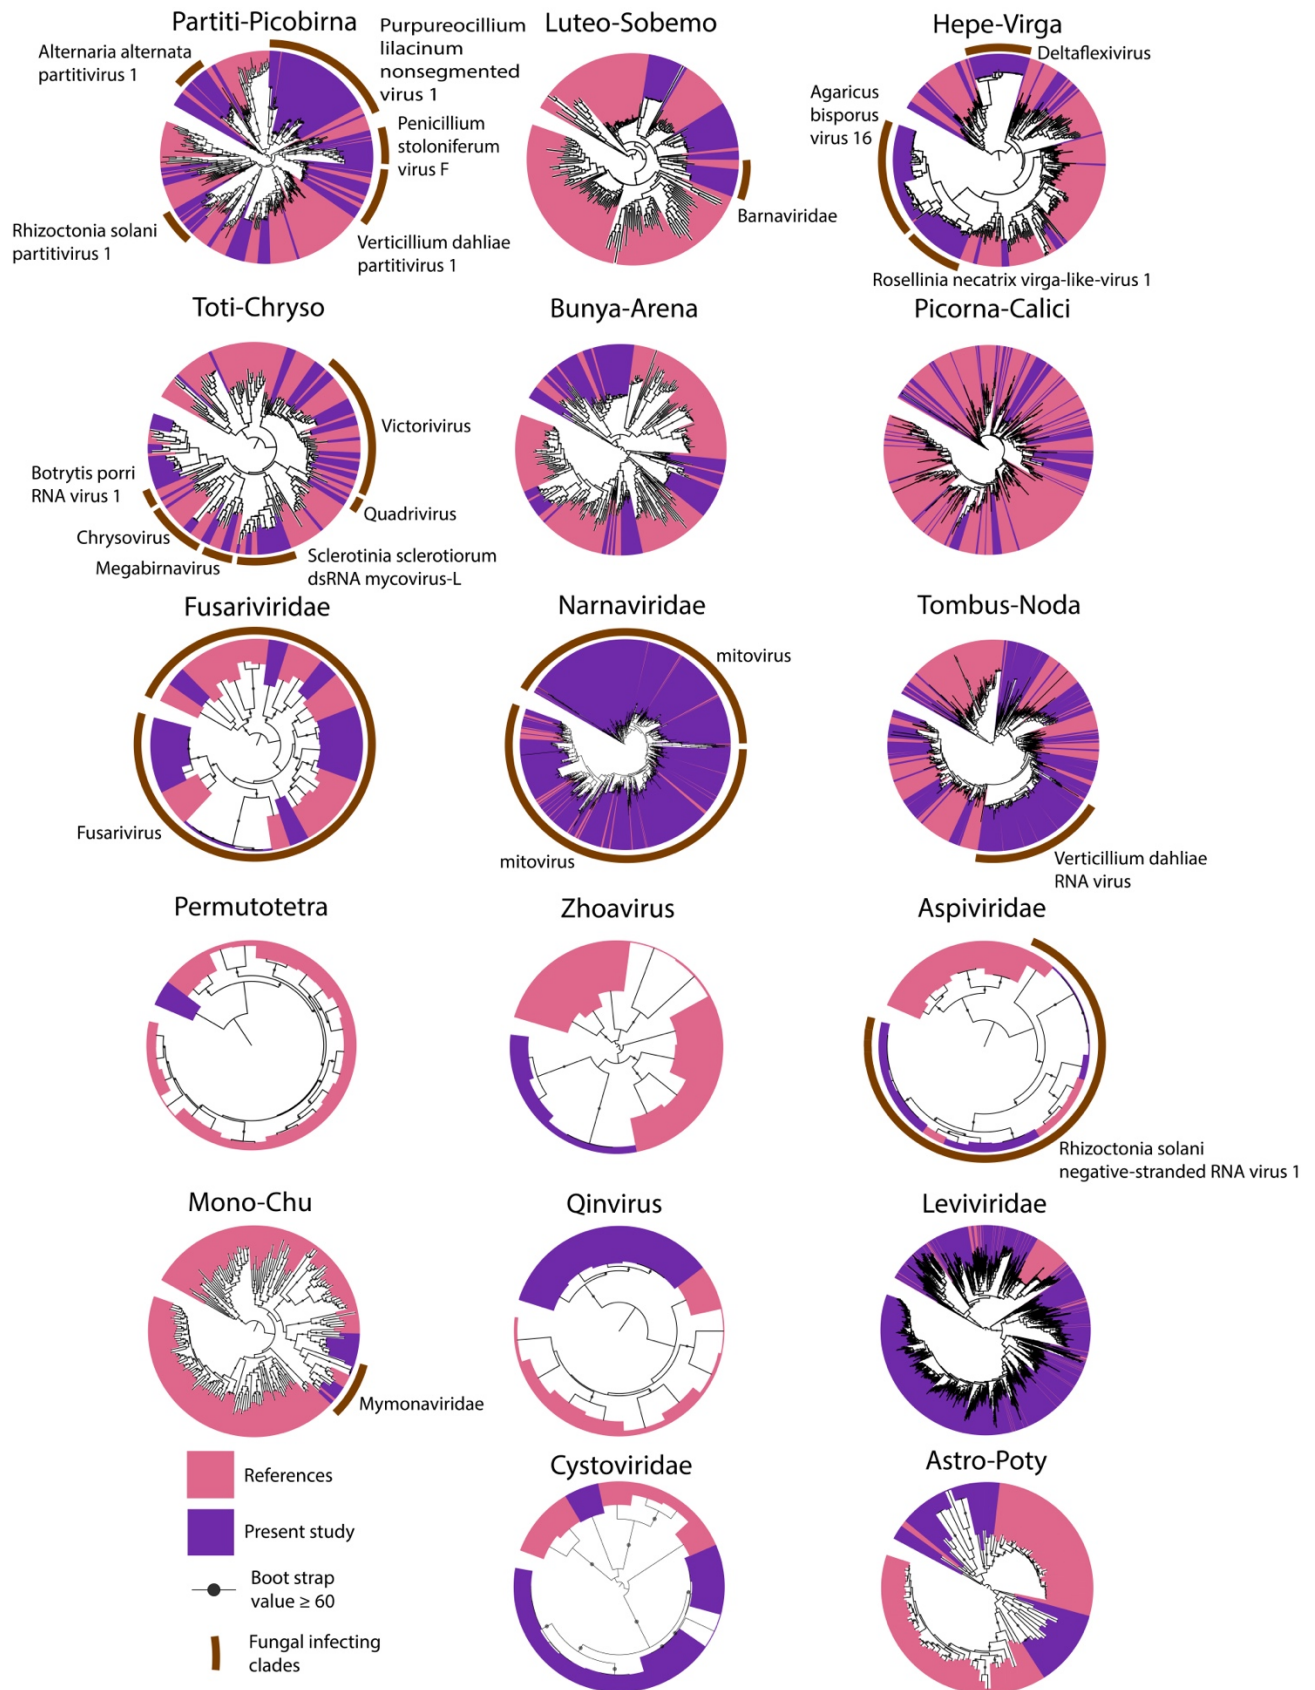 Partiti-Picobirna
Alternaria alternata
partitivirus 1
Purpureocillium
lilacinum
nonsegmented
virus 1
Penicillium
stoloniferum
virus F
Rhizoctonia solani
partitivirus 1
Verticillium dahliae
partitivirus 1
Luteo-Sobemo
Barnaviridae
Hepe-Virga
Deltaflexivirus
Agaricus
bisporus
virus 16
Rosellinia necatrix virga-like-virus 1
Toti-Chryso
Victorivirus
Botrytis porri
RNA virus 1
Quadrivirus
Chrysovirus
Megabirnavirus
Sclerotinia sclerotiorum
dsRNA mycovirus-L
Bunya-Arena
Picorna-Calici
Fusariviridae
Fusarivirus
Narnaviridae
mitovirus
mitovirus
Tombus-Noda
Verticillium dahliae
RNA virus
Permutotetra
Zhoavirus
Aspiviridae
Rhizoctonia solani
negative-stranded RNA virus 1
Mono-Chu
Mymonaviridae
Qinvirus
Leviviridae
References
Present study
Boot strap
value ≥ 60
Fungal infecting
clades
Cystoviridae
Astro-Poty